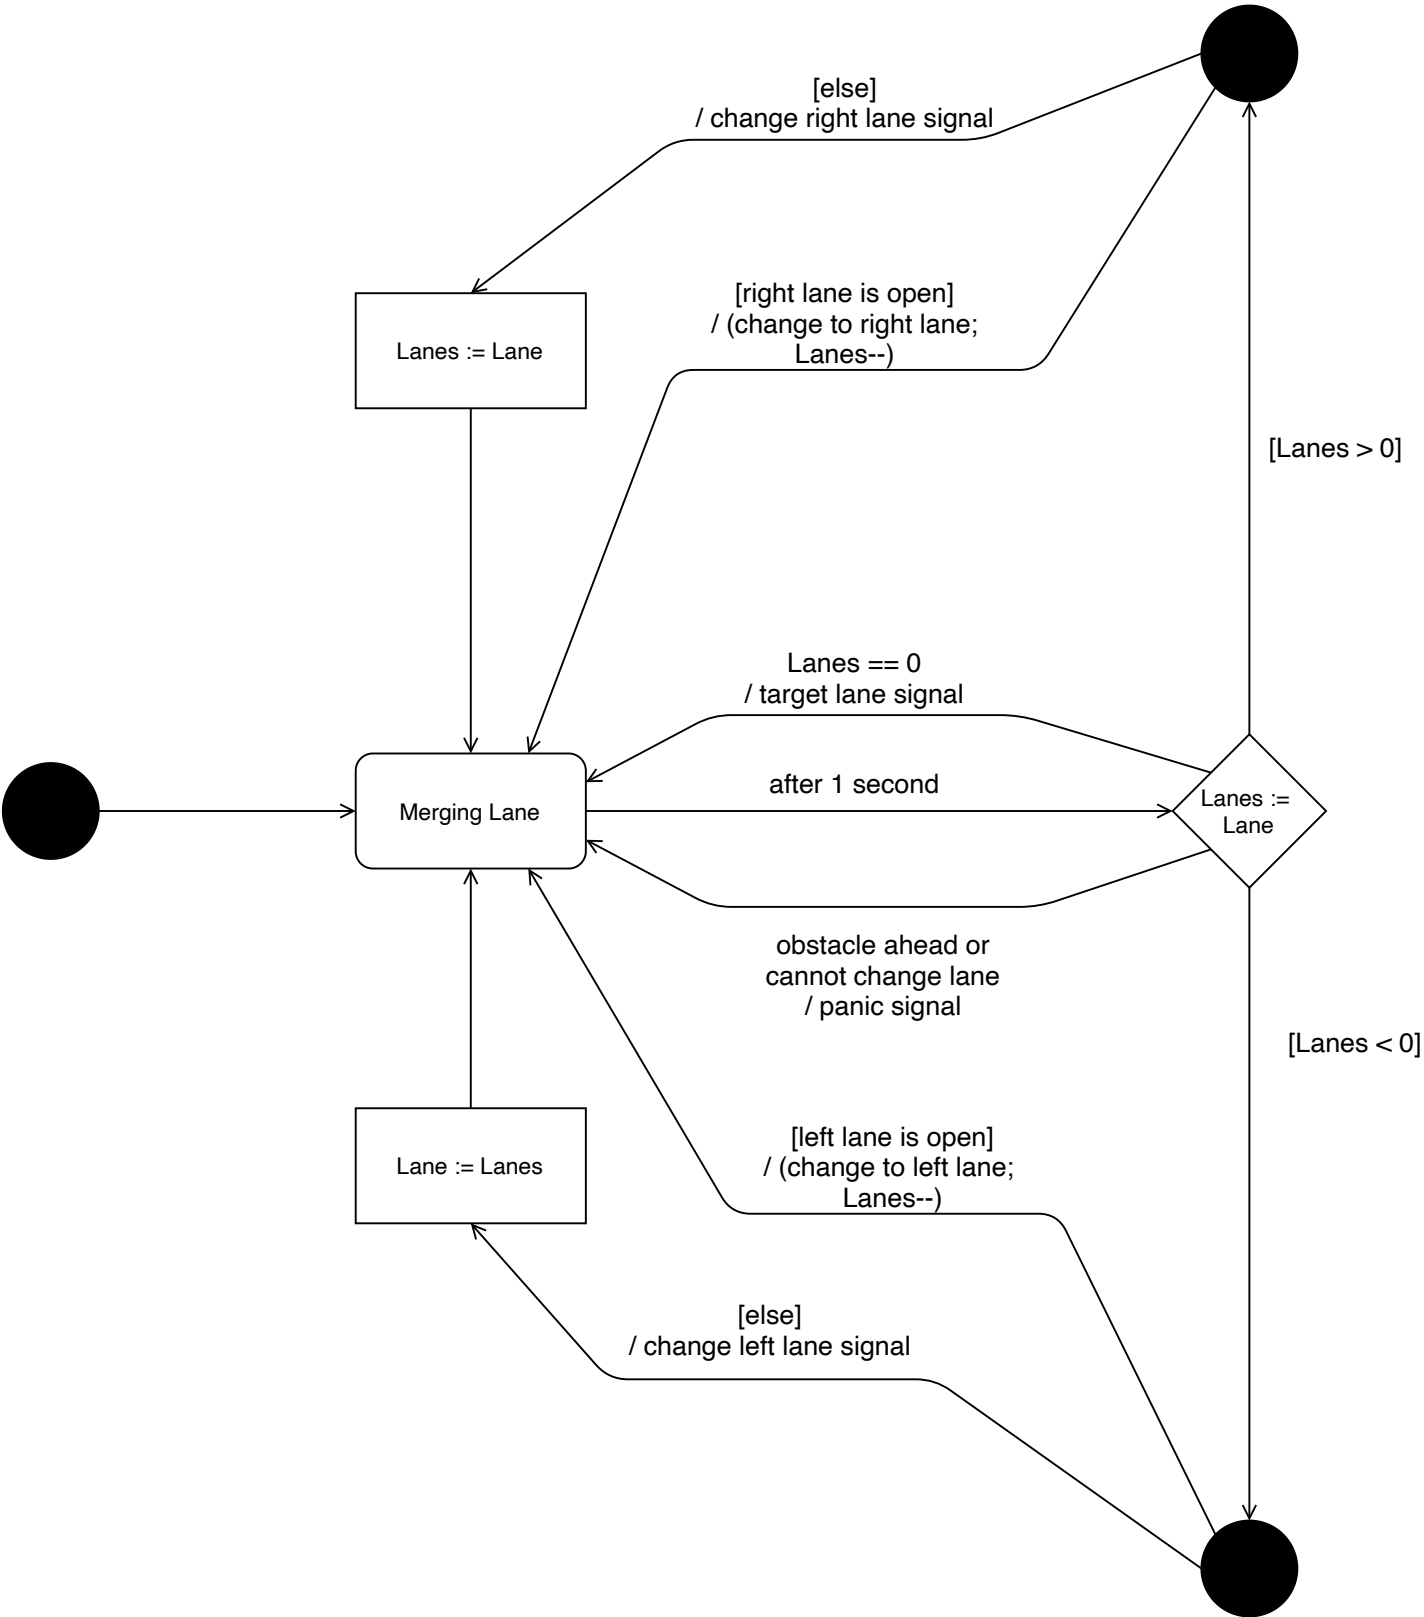 [else]
/ change right lane signal
[right lane is open]
/ (change to right lane;
Lanes--)
Lanes := Lane
[Lanes > 0]
Lanes == 0
/ target lane signal
after 1 second
Merging Lane
Lanes :=
Lane
obstacle ahead or
cannot change lane
/ panic signal
[Lanes < 0]
[left lane is open]
/ (change to left lane;
Lanes--)
Lane := Lanes
[else]
/ change left lane signal